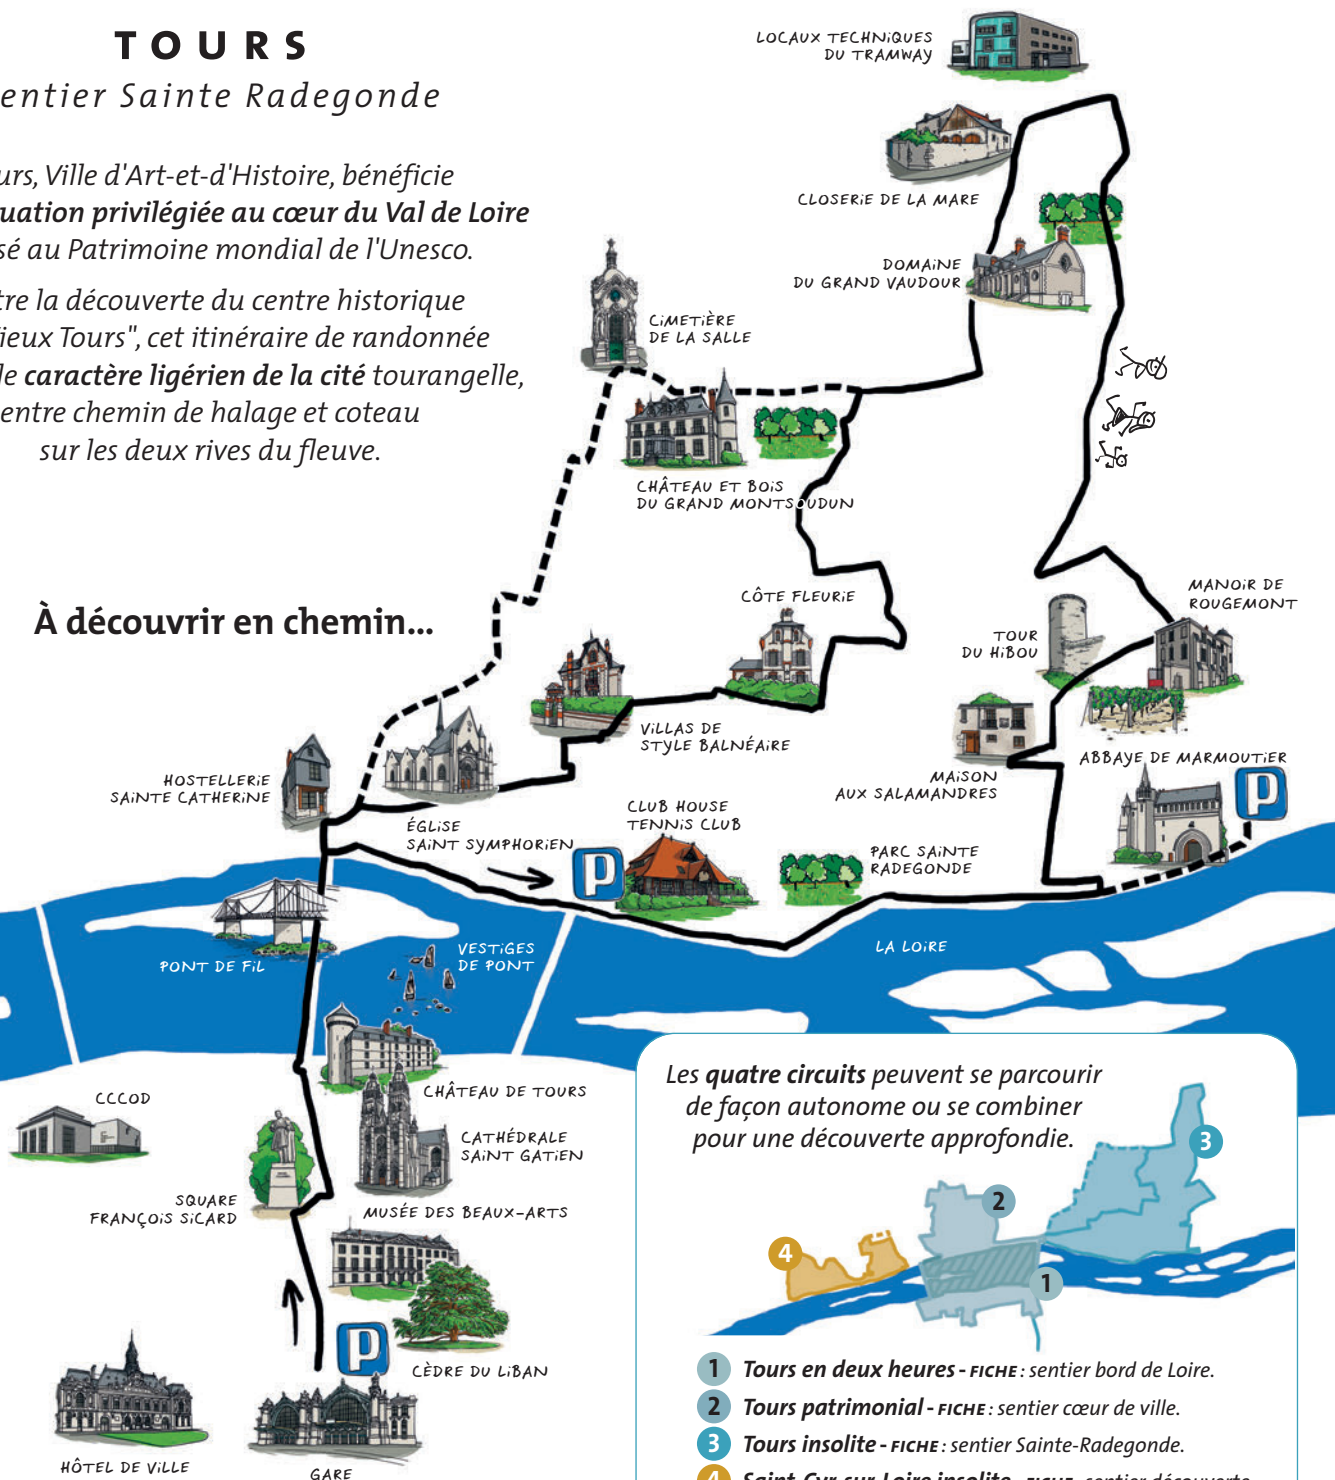 TOURS
entier Sainte Radegonde
urs, Ville d'Art-et-d'Histoire, bénéficie
uation privilégiée au cœur du Val de Loire
sé au Patrimoine mondial de l'Unesco.
tre la découverte du centre historique
ieux Tours", cet itinéraire de randonnée
le caractère ligérien de la cité tourangelle,
entre chemin de halage et coteau
sur les deux rives du fleuve.
À découvrir en chemin...
LOCAUX TECHNIQUES
DU TRAMWAY
CLOSERIE DE LA MARE
DOMAINE
DU GRAND VAUDOUR
CIMETIÈRE
DE LA SALLE
CHÂTEAU ET BOIS
DU GRAND MONTSOUDUN
CÔTE FLEURIE
MANOIR DE
ROUGEMONT
TOUR
DU HIBOU
VILLAS DE
STYLE BALNÉAIRE
ABBAYE DE MARMOUTIER
P
MAISON
AUX SALAMANDRES
HOSTELLERIE
SAINTE CATHERINE
ÉGLISE
SAINT SYMPHORIEN
CLUB HOUSE
TENNIS CLUB
P
PARC SAINTE
RADEGONDE
PONT DE FIL
VESTIGES
DE PONT
LA LOIRE
CHÂTEAU DE TOURS
CCCOD
CATHÉDRALE
SAINT GATIEN
SQUARE
FRANÇOIS SICARD
MUSÉE DES BEAUX-ARTS
P
CÈDRE DU LIBAN
HÔTEL DE VILLE
GARE
Les quatre circuits peuvent se parcourir
de façon autonome ou se combiner
pour une découverte approfondie.
3
2
4
1
1 Tours en deux heures - FICHE : sentier bord de Loire.
2 Tours patrimonial - FICHE : sentier cœur de ville.
3 Tours insolite - FICHE : sentier Sainte-Radegonde.
4 Saint-Cyr-sur-Loire insolite - FICHE : sentier découverte